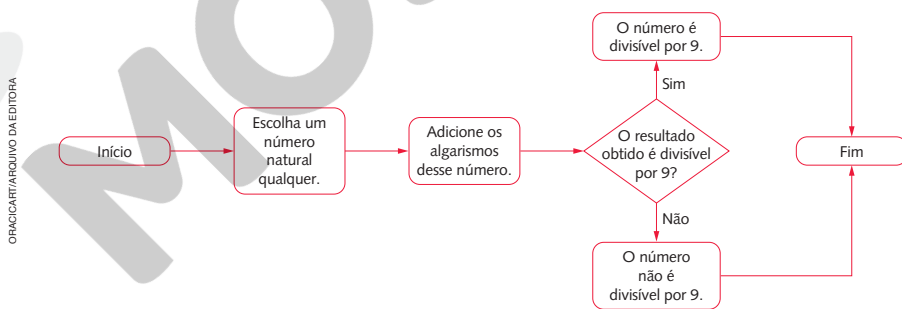 ORACICART/ARQUIVO DA EDITORA
Início
Escolha um
número
natural
qualquer.
Adicione os
algarismos
desse número.
O resultado
obtido é divisível
por 9?
Sim
O número é
divisível por 9.
Não
O número
não é
divisível por 9.
Fim